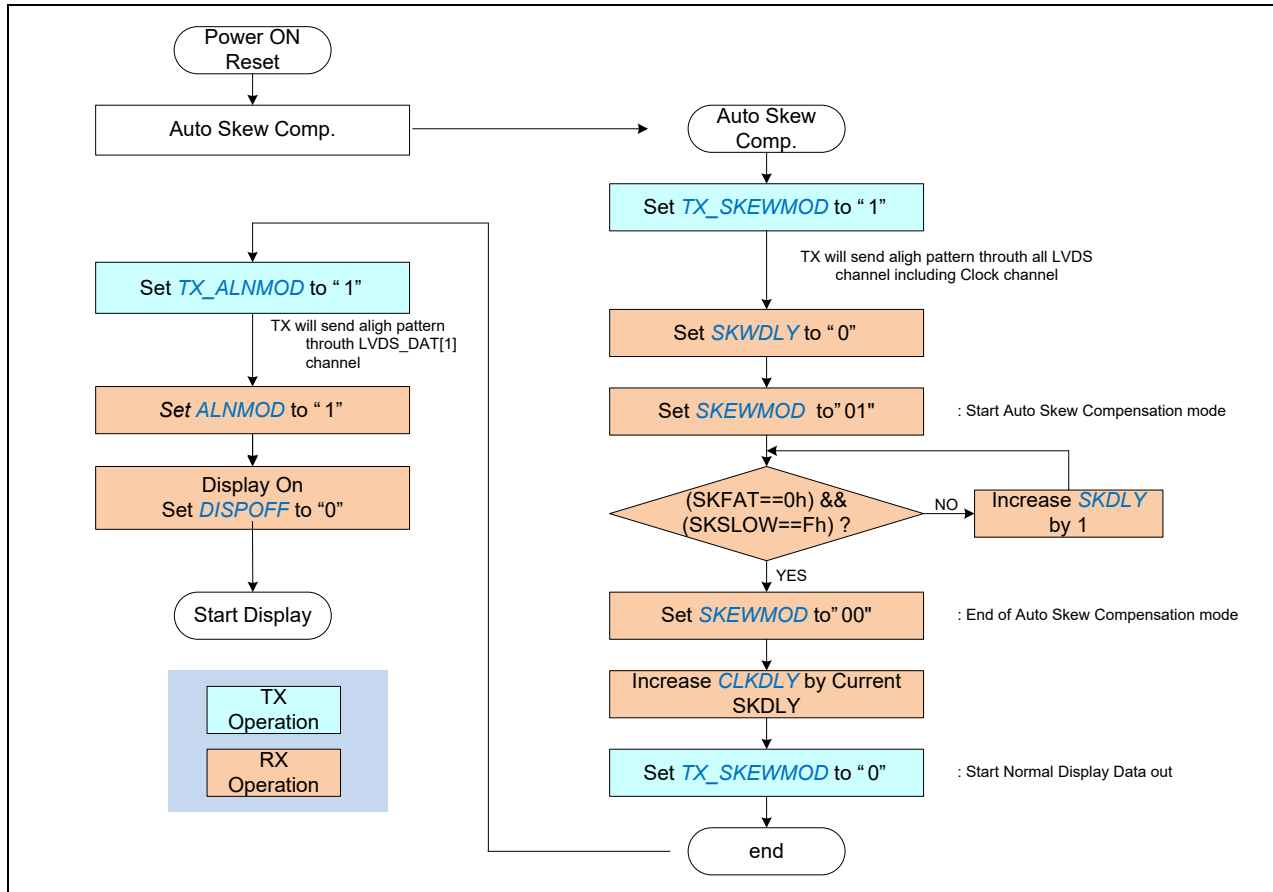 Power ON
Reset
Auto Skew Comp.
Auto Skew
Comp.
Set TX_SKEWMOD to “ 1”
TX will send aligh pattern throuth all LVDS
channel including Clock channel
Set SKWDLY to “ 0”
Set SKEWMOD to” 01"
: Start Auto Skew Compensation mode
(SKFAT==0h) &&
(SKSLOW==Fh) ?
NO
Increase SKDLY
by 1
YES
Set SKEWMOD to” 00"
: End of Auto Skew Compensation mode
Increase CLKDLY by Current
SKDLY
Set TX_SKEWMOD to “ 0”
: Start Normal Display Data out
end
Set TX_ALNMOD to “ 1”
TX will send aligh pattern
throuth LVDS_DAT[1]
channel
Set ALNMOD to “ 1”
Display On
Set DISPOFF to “0”
Start Display
TX
Operation
RX
Operation